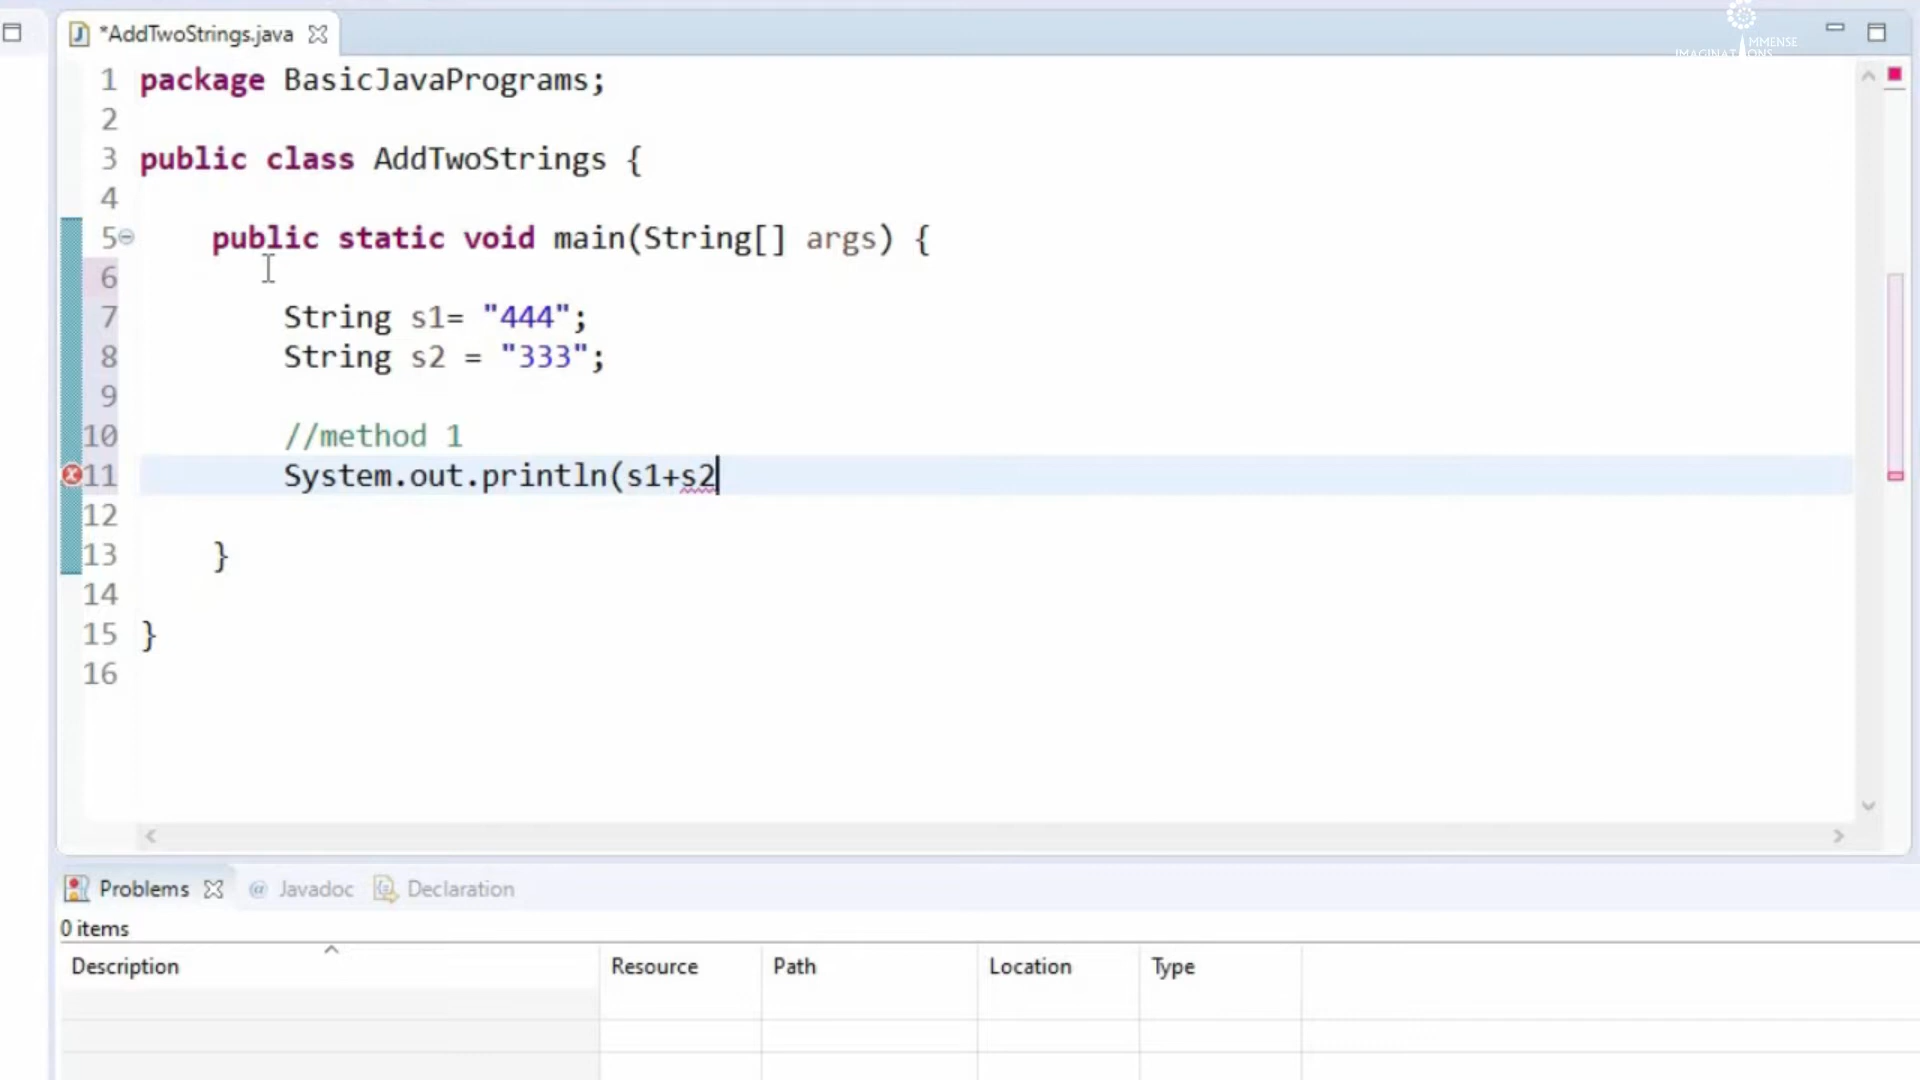 *AddTwoStrings.java
MMENSE
IMAGINATIONS
1 package BasicJavaPrograms;
2
3 public class AddTwoStrings {
4
5 public static void main(String[] args) {
6
7 String s1= "444";
8 String s2 = "333";
9
10 //method 1
11 System.out.println(s1+s2
12
13 }
14
15 }
16
Problems @ Javadoc Declaration
0 items
Description Resource Path Location Type